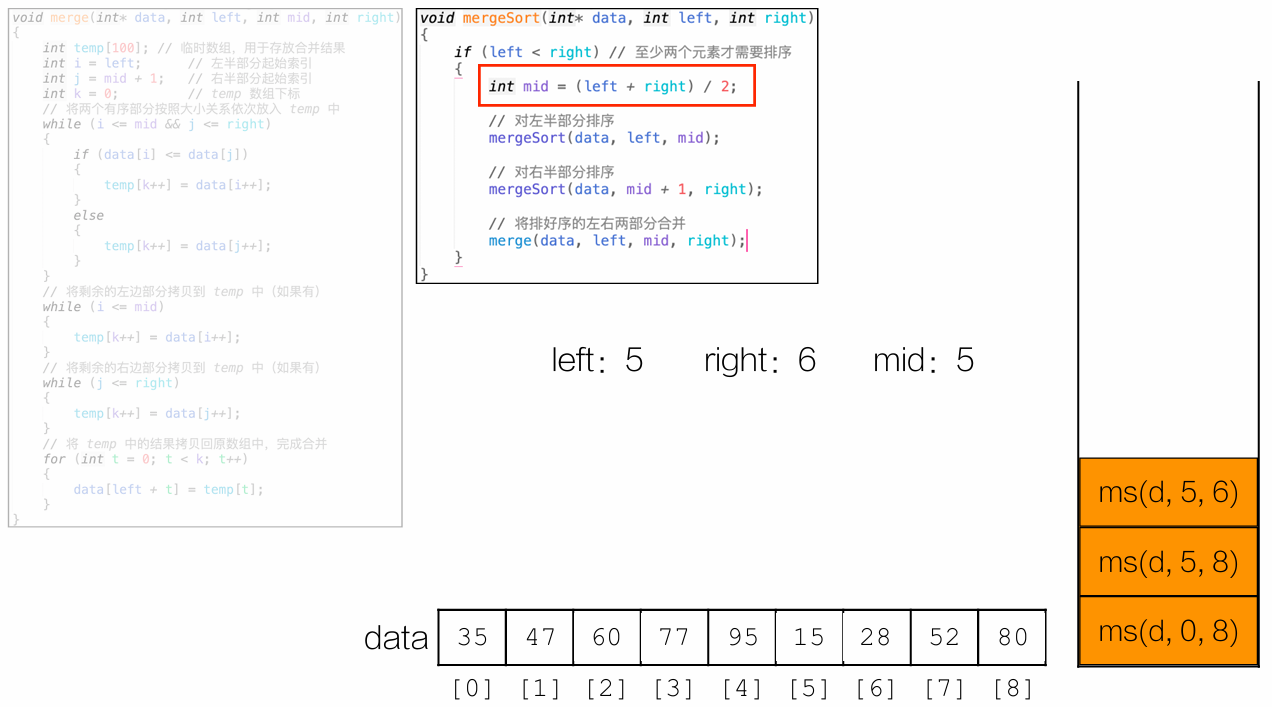 void merge(int* data, int left, int mid, int right)
{
    int temp[100]; // 临时数组，用于存放合并结果
    int i = left;      // 左半部分起始索引
    int j = mid + 1;   // 右半部分起始索引
    int k = 0;         // temp 数组下标
    // 将两个有序部分按照大小关系依次放入 temp 中
    while (i <= mid && j <= right)
    {
        if (data[i] <= data[j])
        {
            temp[k++] = data[i++];
        }
        else
        {
            temp[k++] = data[j++];
        }
    }
    // 将剩余的左边部分拷贝到 temp 中（如果有）
    while (i <= mid)
    {
        temp[k++] = data[i++];
    }
    // 将剩余的右边部分拷贝到 temp 中（如果有）
    while (j <= right)
    {
        temp[k++] = data[j++];
    }
    // 将 temp 中的结果拷贝回原数组中，完成合并
    for (int t = 0; t < k; t++)
    {
        data[left + t] = temp[t];
    }
}
void mergeSort(int* data, int left, int right)
{
    if (left < right) // 至少两个元素才需要排序
    {
        int mid = (left + right) / 2;
        // 对左半部分排序
        mergeSort(data, left, mid);
        // 对右半部分排序
        mergeSort(data, mid + 1, right);
        // 将排好序的左右两部分合并
        merge(data, left, mid, right);
    }
}
left: 5 right: 6 mid: 5
ms(d, 5, 6)
ms(d, 5, 8)
ms(d, 0, 8)
data 35 47 60 77 95 15 28 52 80
[0] [1] [2] [3] [4] [5] [6] [7] [8]